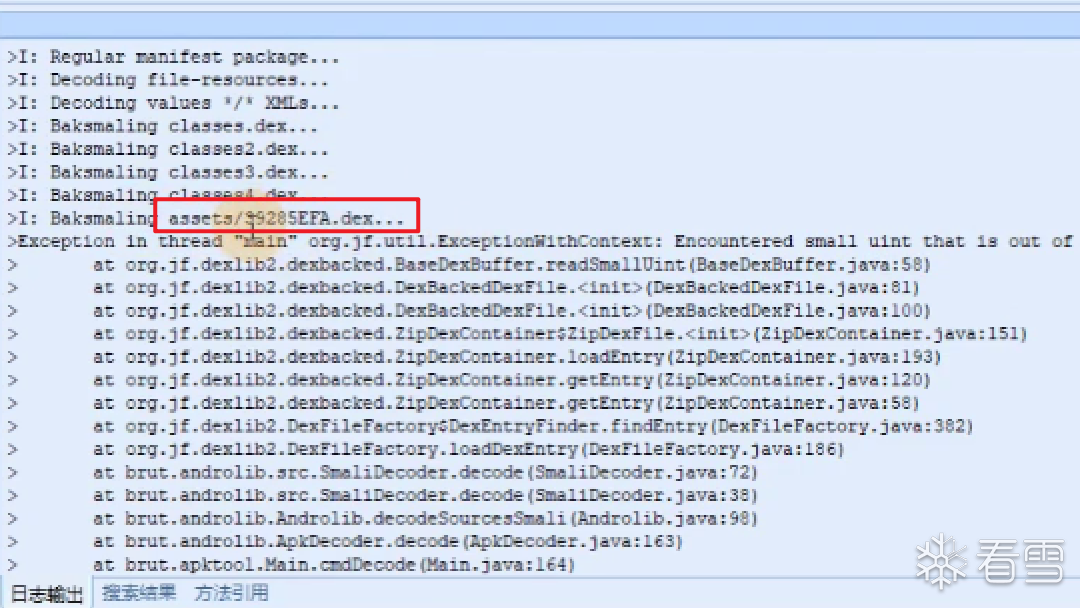 >I: Regular manifest package...
>I: Decoding file-resources...
>I: Decoding values */* XMLs...
>I: Baksmaling classes.dex...
>I: Baksmaling classes2.dex...
>I: Baksmaling classes3.dex...
>I: Baksmaling classes4.dex...
>I: Baksmaling assets/39285EFA.dex...
>Exception in thread "main" org.jf.util.ExceptionWithContext: Encountered small uint that is out of
> at org.jf.dexlib2.dexbacked.BaseDexBuffer.readSmallUint(BaseDexBuffer.java:58)
> at org.jf.dexlib2.dexbacked.DexBackedDexFile.<init>(DexBackedDexFile.java:81)
> at org.jf.dexlib2.dexbacked.DexBackedDexFile.<init>(DexBackedDexFile.java:100)
> at org.jf.dexlib2.dexbacked.ZipDexContainer$ZipDexFile.<init>(ZipDexContainer.java:151)
> at org.jf.dexlib2.dexbacked.ZipDexContainer.loadEntry(ZipDexContainer.java:193)
> at org.jf.dexlib2.dexbacked.ZipDexContainer.getEntry(ZipDexContainer.java:120)
> at org.jf.dexlib2.dexbacked.ZipDexContainer.getEntry(ZipDexContainer.java:58)
> at org.jf.dexlib2.DexFileFactory$DexEntryFinder.findEntry(DexFileFactory.java:382)
> at org.jf.dexlib2.DexFileFactory.loadDexEntry(DexFileFactory.java:186)
> at brut.androlib.src.SmaliDecoder.decode(SmaliDecoder.java:72)
> at brut.androlib.src.SmaliDecoder.decode(SmaliDecoder.java:38)
> at brut.androlib.Androlib.decodeSourcesSmali(Androlib.java:98)
> at brut.androlib.ApkDecoder.decode(ApkDecoder.java:163)
> at brut.apktool.Main.cmdDecode(Main.java:164)
看雪
日志输出 搜索结果 方法引用